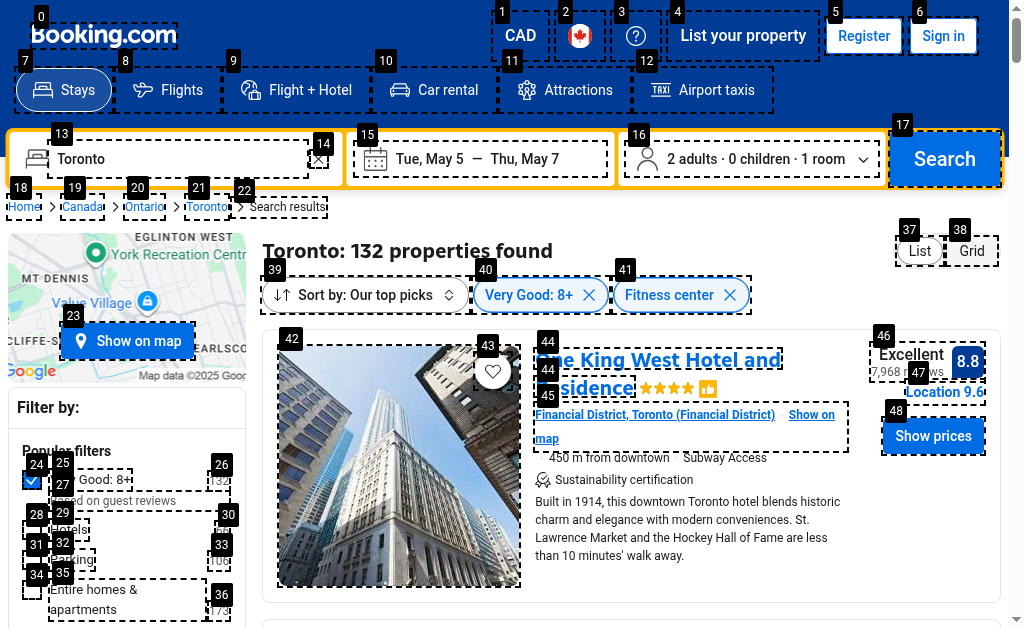 Booking.com
CAD
List your property
Register
Sign in
Stays
Flights
Flight + Hotel
Car rental
Attractions
Airport taxis
Toronto
Tue, May 5 — Thu, May 7
2 adults · 0 children · 1 room
Search
Home
Canada
Ontario
Toronto
Search results
EGLINTON WEST
York Recreation Centr
MT DENNIS
Value Village
CLIFFE-S
EARLSCO
Show on map
Google
Map data ©2025 Goog
Toronto: 132 properties found
List
Grid
Sort by: Our top picks
Very Good: 8+
Fitness center
Filter by:
Popular filters
Good: 8+
132
Based on guest reviews
Hotels
Parking
106
Entire homes &
apartments
173
One King West Hotel and
Residence
Financial District, Toronto (Financial District)
Show on
map
450 m from downtown
Subway Access
Sustainability certification
Built in 1914, this downtown Toronto hotel blends historic
charm and elegance with modern conveniences. St.
Lawrence Market and the Hockey Hall of Fame are less
than 10 minutes' walk away.
Excellent
7,968 reviews
8.8
Location 9.6
Show prices
0
1
2
3
4
5
6
7
8
9
10
11
12
13
14
15
16
17
18
19
20
21
22
23
24
25
26
27
28
29
30
31
32
33
34
35
36
37
38
39
40
41
42
43
44
44
45
46
47
48